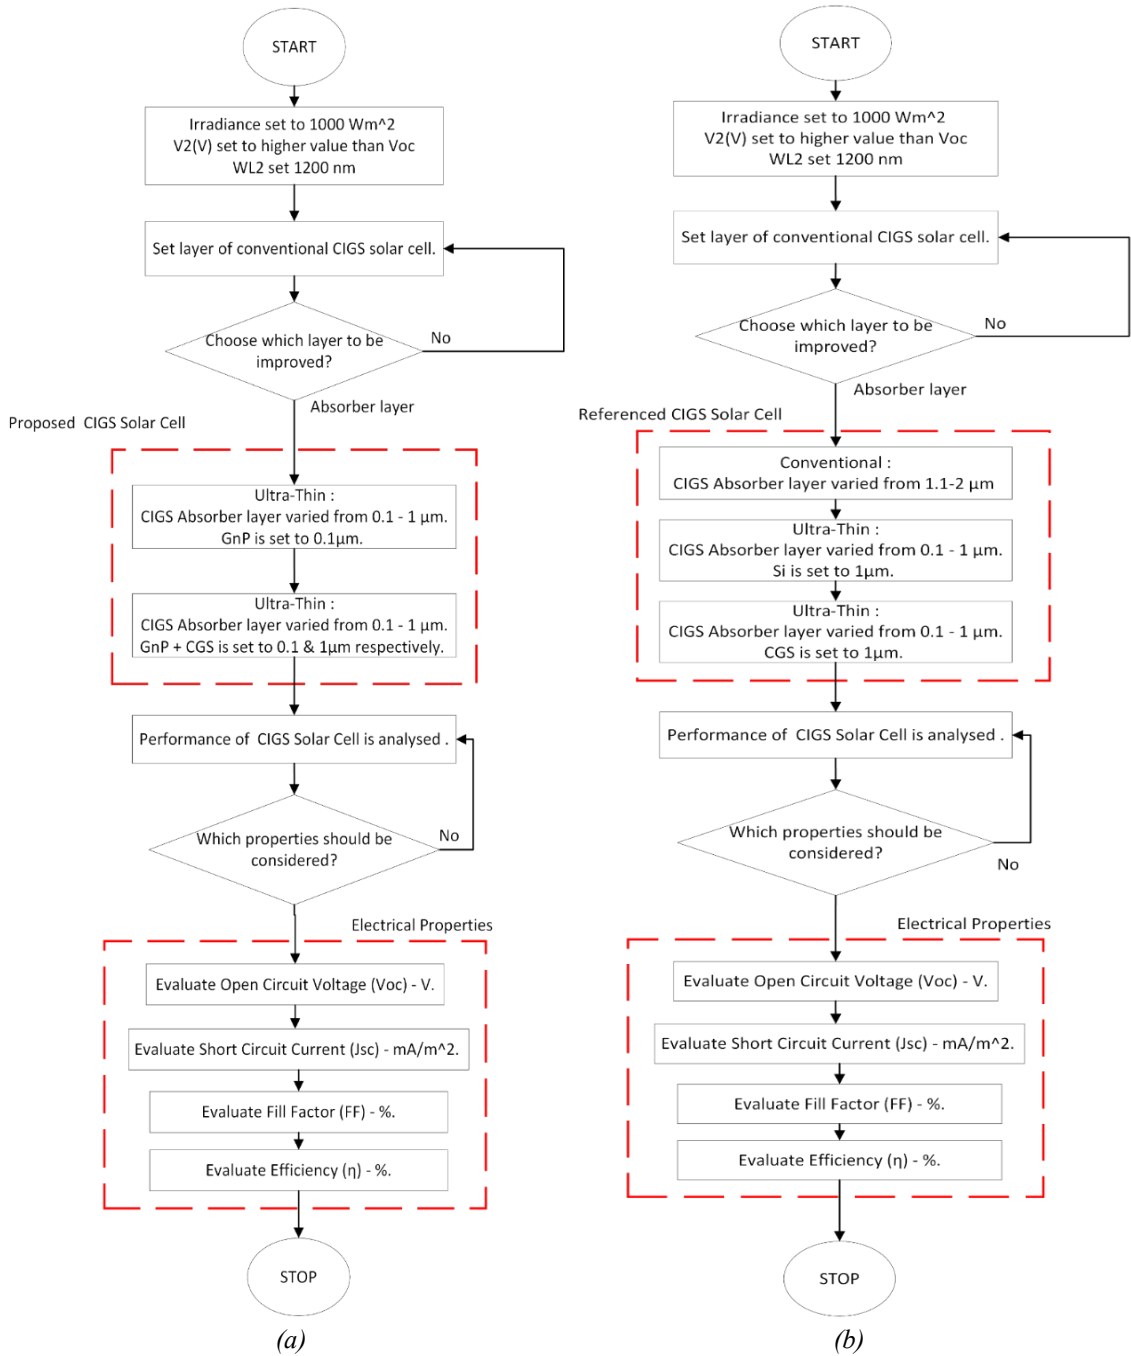 START
Irradiance set to 1000 Wm^2
V2(V) set to higher value than Voc
WL2 set 1200 nm
Set layer of conventional CIGS solar cell.
Choose which layer to be
improved?
No
Absorber layer
Proposed CIGS Solar Cell
Ultra-Thin :
CIGS Absorber layer varied from 0.1 - 1 µm.
GnP is set to 0.1µm.
Ultra-Thin :
CIGS Absorber layer varied from 0.1 - 1 µm.
GnP + CGS is set to 0.1 & 1µm respectively.
Performance of CIGS Solar Cell is analysed .
Which properties should be
considered?
No
Electrical Properties
Evaluate Open Circuit Voltage (Voc) - V.
Evaluate Short Circuit Current (Jsc) - mA/m^2.
Evaluate Fill Factor (FF) - %.
Evaluate Efficiency (η) - %.
STOP
(a)
START
Irradiance set to 1000 Wm^2
V2(V) set to higher value than Voc
WL2 set 1200 nm
Set layer of conventional CIGS solar cell.
Choose which layer to be
improved?
No
Absorber layer
Referenced CIGS Solar Cell
Conventional :
CIGS Absorber layer varied from 1.1-2 µm
Ultra-Thin :
CIGS Absorber layer varied from 0.1 - 1 µm.
Si is set to 1µm.
Ultra-Thin :
CIGS Absorber layer varied from 0.1 - 1 µm.
CGS is set to 1µm.
Performance of CIGS Solar Cell is analysed .
Which properties should be
considered?
No
Electrical Properties
Evaluate Open Circuit Voltage (Voc) - V.
Evaluate Short Circuit Current (Jsc) - mA/m^2.
Evaluate Fill Factor (FF) - %.
Evaluate Efficiency (η) - %.
STOP
(b)